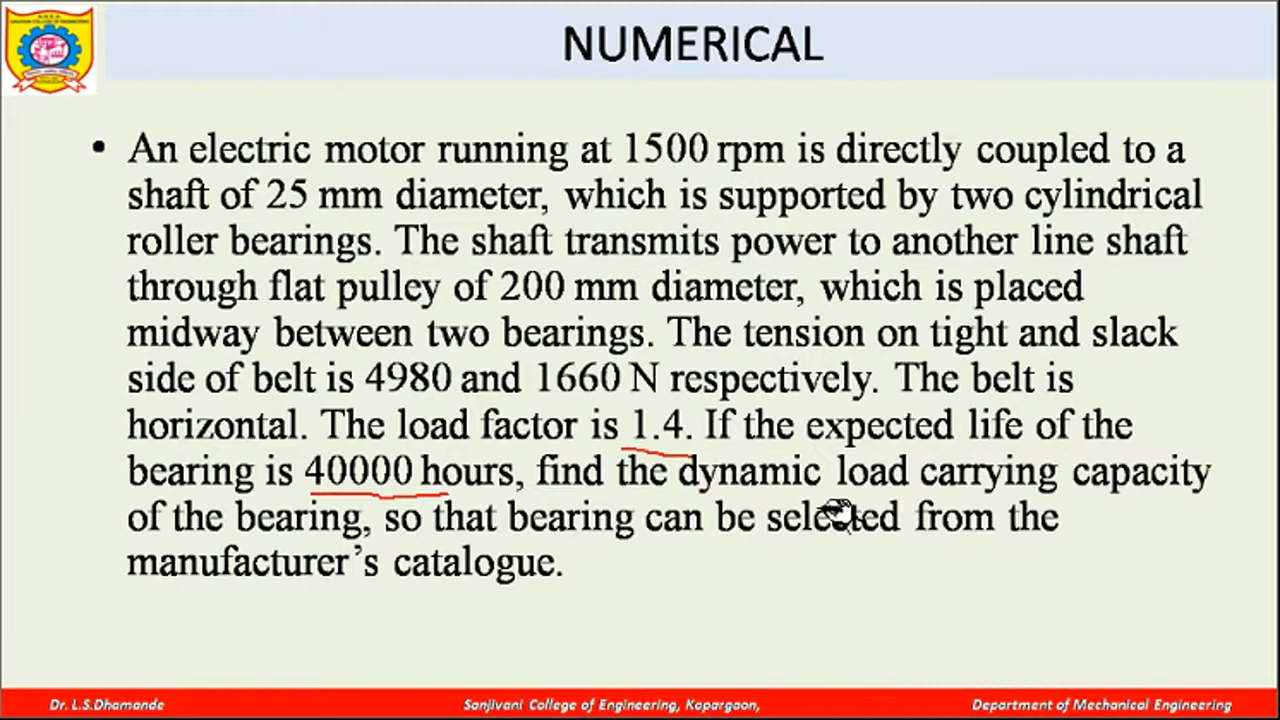 NUMERICAL
• An electric motor running at 1500 rpm is directly coupled to a
shaft of 25 mm diameter, which is supported by two cylindrical
roller bearings. The shaft transmits power to another line shaft
through flat pulley of 200 mm diameter, which is placed
midway between two bearings. The tension on tight and slack
side of belt is 4980 and 1660 N respectively. The belt is
horizontal. The load factor is 1.4. If the expected life of the
bearing is 40000 hours, find the dynamic load carrying capacity
of the bearing, so that bearing can be selected from the
manufacturer's catalogue.
Dr. L.S.Dhamande Sanjivani College of Engineering, Kopargaon, Department of Mechanical Engineering